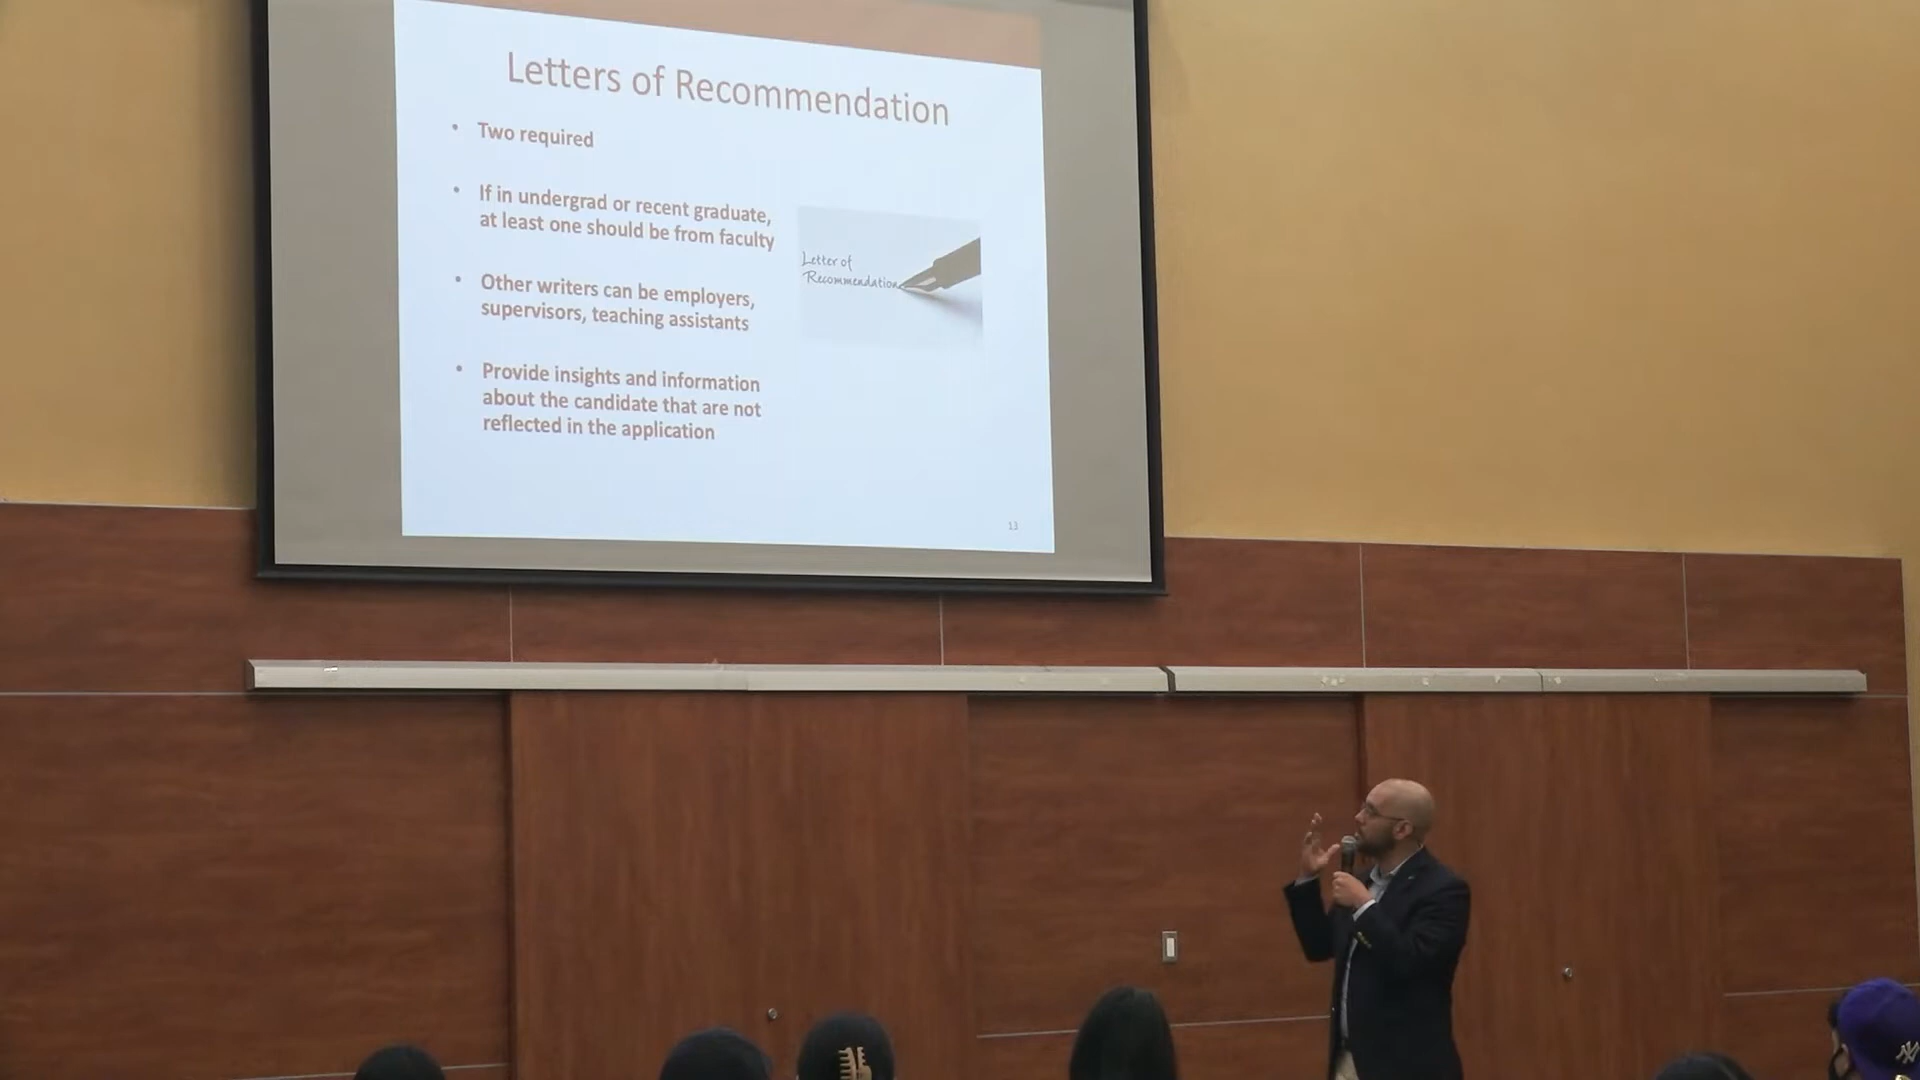 Letters of Recommendation
• Two required
• If in undergrad or recent graduate,
at least one should be from faculty
• Other writers can be employers,
supervisors, teaching assistants
• Provide insights and information
about the candidate that are not
reflected in the application
Letter of
Recommendation
13
NY